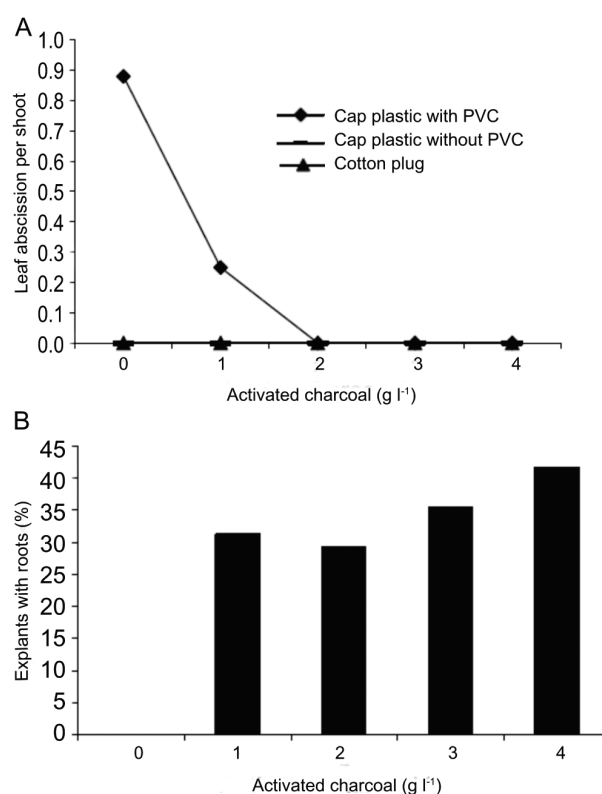 A
1.0
0.9
0.8
0.7
0.6
0.5
0.4
0.3
0.2
0.1
0.0
Leaf abscission per shoot
Cap plastic with PVC
Cap plastic without PVC
Cotton plug
0 1 2 3 4
Activated charcoal (g l⁻¹)
B
45
40
35
30
25
20
15
10
5
0
Explants with roots (%)
0 1 2 3 4
Activated charcoal (g l⁻¹)